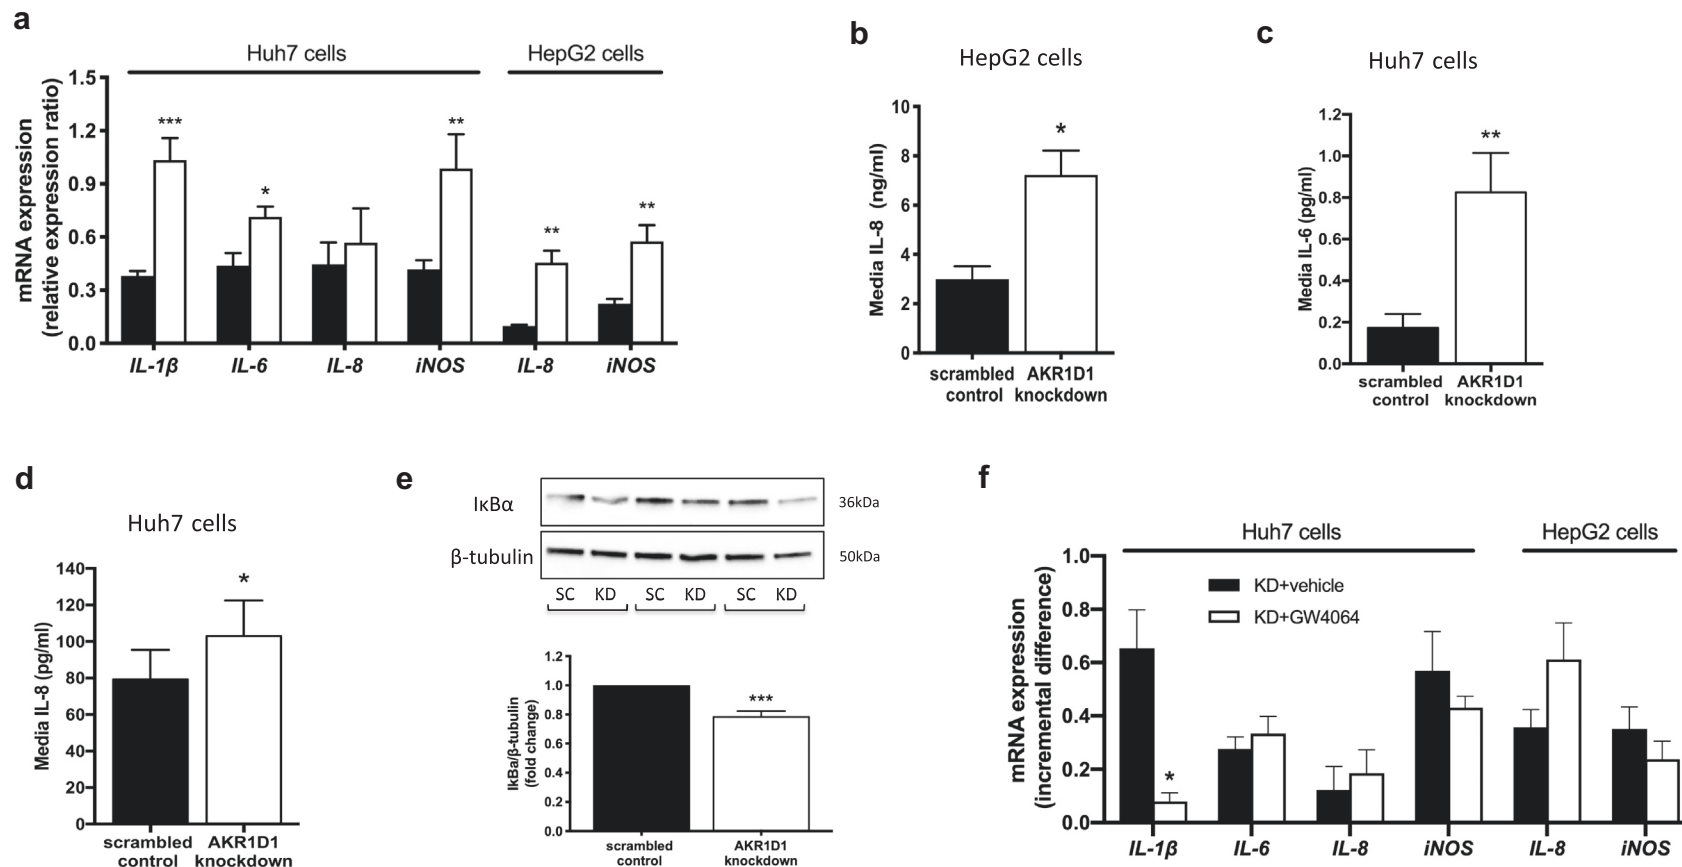 a
Huh7 cells
HepG2 cells
mRNA expression
(relative expression ratio)
1.5
1.2
0.9
0.6
0.3
0.0
***
*
**
**
**
IL-1β
IL-6
IL-8
iNOS
IL-8
iNOS
b
HepG2 cells
Media IL-8 (ng/ml)
10
8
6
4
2
0
*
scrambled
control
AKR1D1
knockdown
c
Huh7 cells
Media IL-6 (pg/ml)
1.2
1.0
0.8
0.6
0.4
0.2
0.0
**
scrambled
control
AKR1D1
knockdown
d
Huh7 cells
Media IL-8 (pg/ml)
140
120
100
80
60
40
20
0
*
scrambled
control
AKR1D1
knockdown
e
IκBα
36kDa
β-tubulin
50kDa
SC KD SC KD SC KD
IκBa/β-tubulin
(fold change)
1.2
1.0
0.8
0.6
0.4
0.2
0.0
***
scrambled
control
AKR1D1
knockdown
f
Huh7 cells
HepG2 cells
KD+vehicle
KD+GW4064
mRNA expression
(incremental difference)
1.0
0.8
0.6
0.4
0.2
0.0
*
IL-1β
IL-6
IL-8
iNOS
IL-8
iNOS